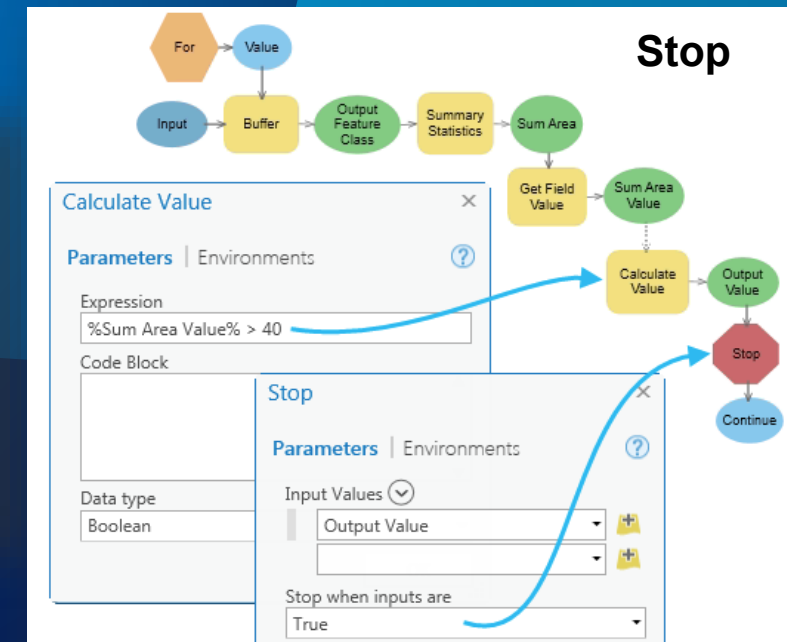 Stop
For
Value
Input
Buffer
Output
Feature
Class
Summary
Statistics
Sum Area
Get Field
Value
Sum Area
Value
Calculate
Value
Output
Value
Stop
Continue
Calculate Value
Parameters | Environments
?
Expression
%Sum Area Value% > 40
Code Block
Data type
Boolean
Stop
Parameters | Environments
?
Input Values
Output Value
Stop when inputs are
True